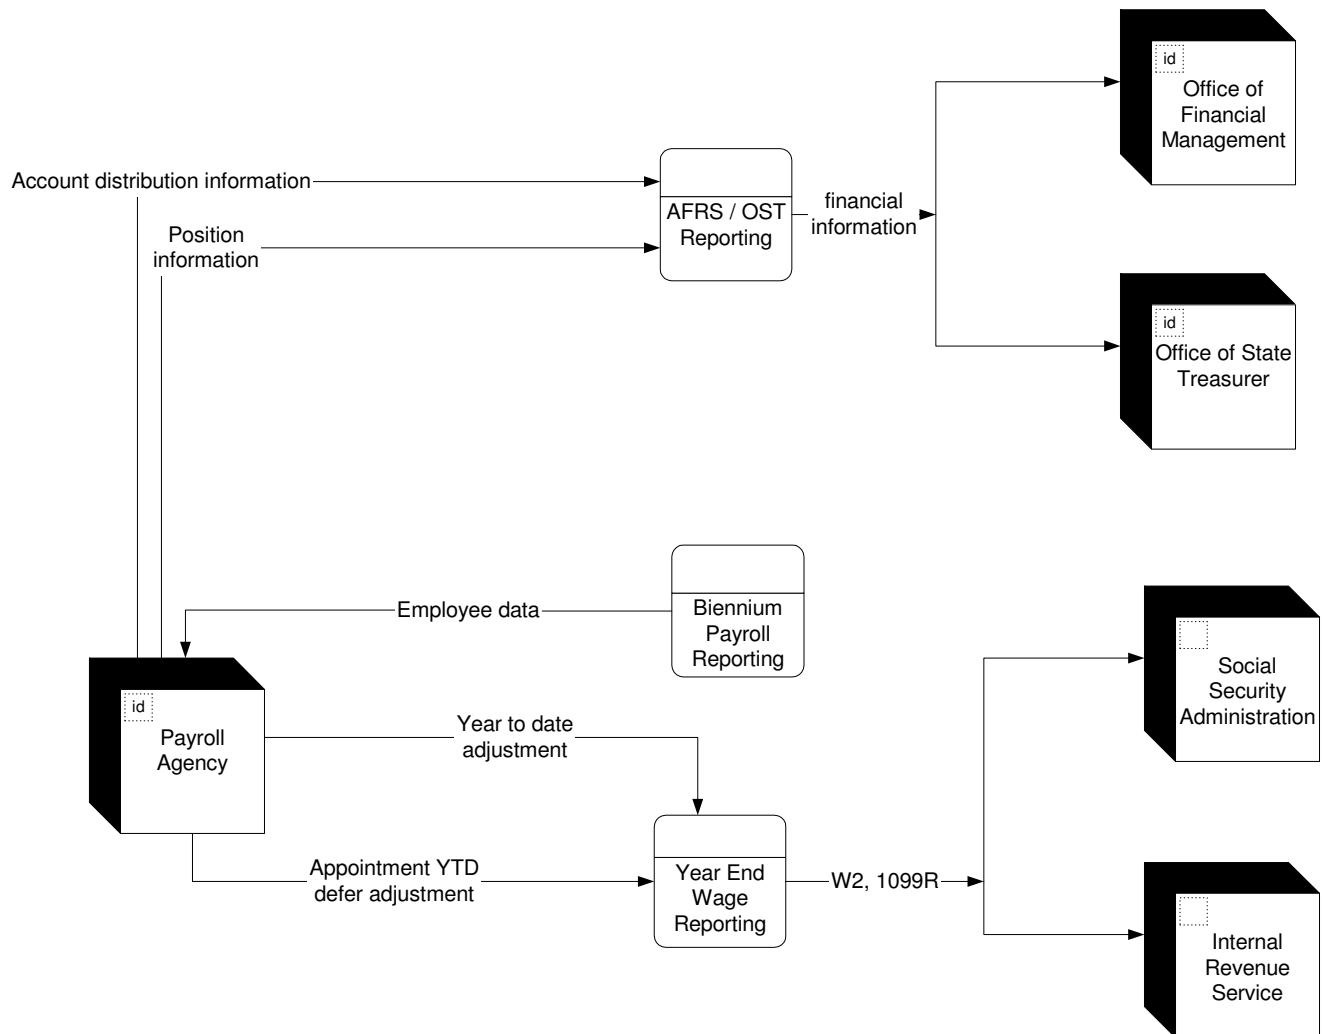 id
Office of
Financial
Management
Account distribution information
AFRS / OST
Reporting
financial
information
Position
information
id
Office of State
Treasurer
Employee data
Biennium
Payroll
Reporting
Social
Security
Administration
id
Payroll
Agency
Year to date
adjustment
Appointment YTD
defer adjustment
Year End
Wage
Reporting
W2, 1099R
Internal
Revenue
Service